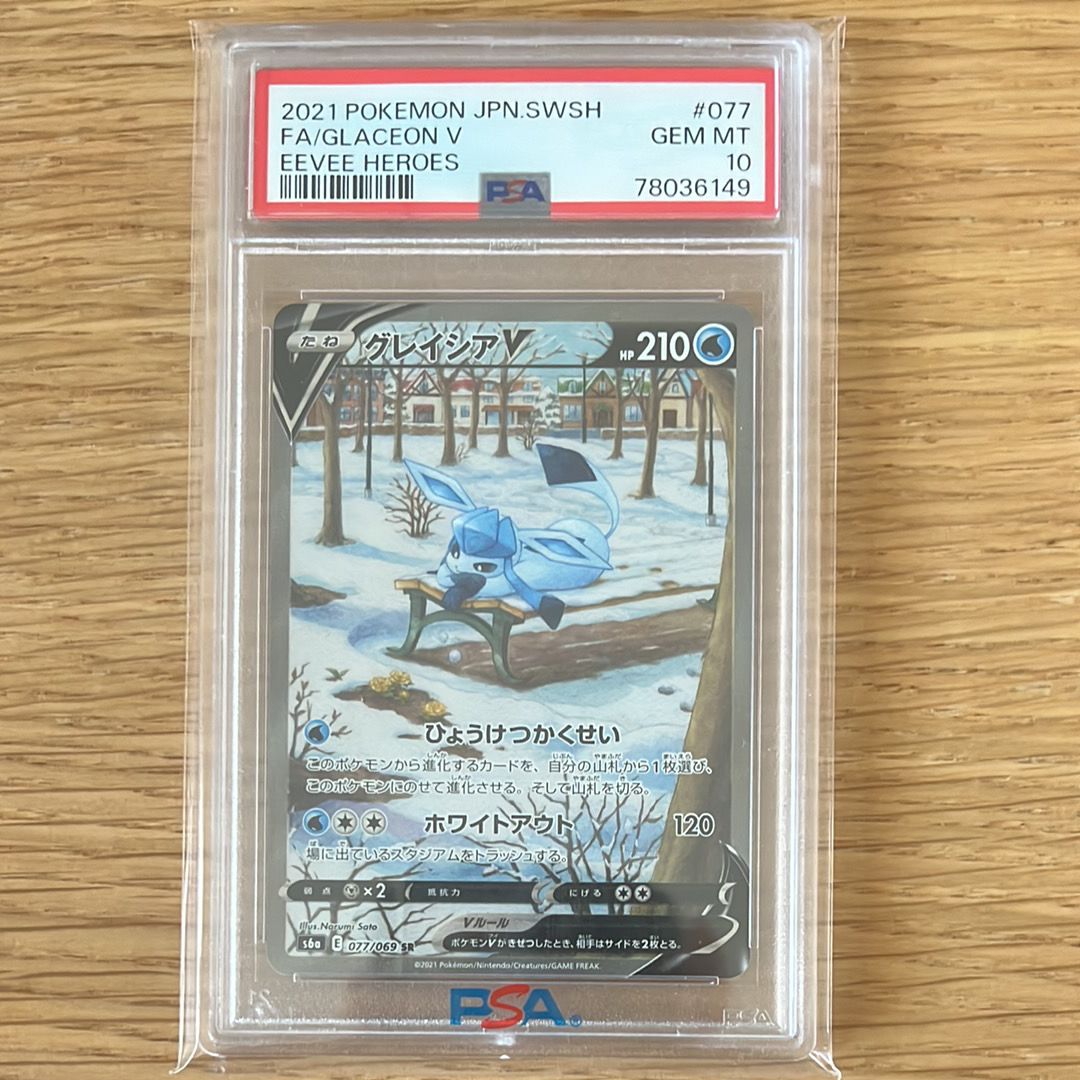 2021 POKEMON JPN.SWSH #077
FA/GLACEON V GEM MT
EEVEE HEROES 10
PSA 78036149
たね グレイシアV HP 210
ひょうけつかくせい
このポケモンから進化するカードを、自分の山札から1枚選び、
このポケモンにのせて進化させる。そして山札を切る。
ホワイトアウト 120
場に出ているスタジアムをトラッシュする。
弱点 ×2 抵抗力 にげる
Illus. Narumi Sato Vルール
s6a E 077/069 SR ポケモンVがきぜつしたとき、相手はサイドを2枚とる。
©2021 Pokémon/Nintendo/Creatures/GAME FREAK.
PSA
PSA